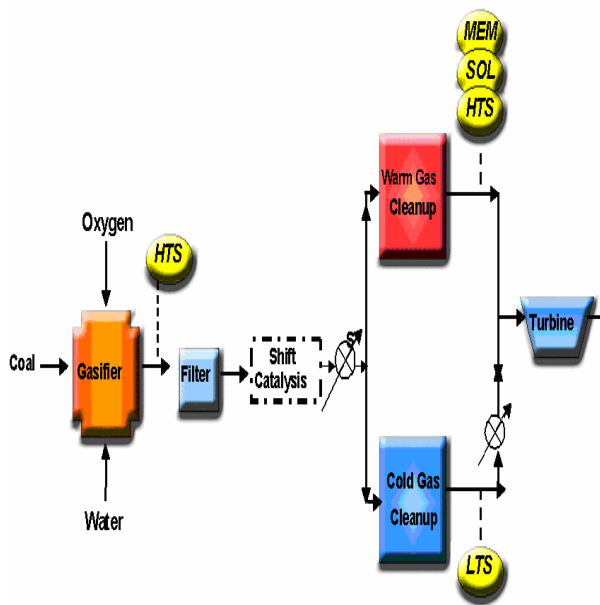 MEM
SOL
HTS
Warm Gas
Cleanup
Oxygen
HTS
Coal
Gasifier
Filter
Shift
Catalysis
Turbine
Water
Cold Gas
Cleanup
LTS